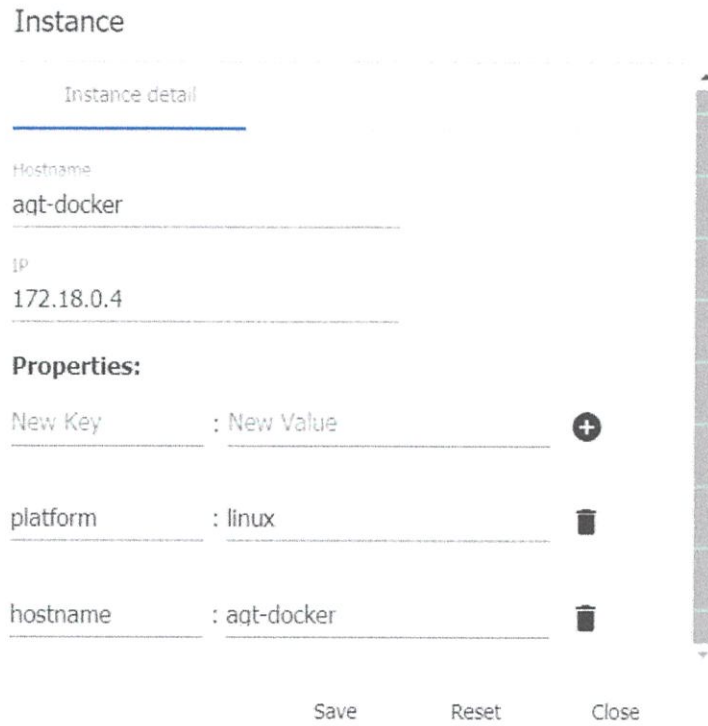 Instance
Instance detail
Hostname
aqt-docker
IP
172.18.0.4
Properties:
New Key : New Value
platform : linux
hostname : aqt-docker
Save Reset Close